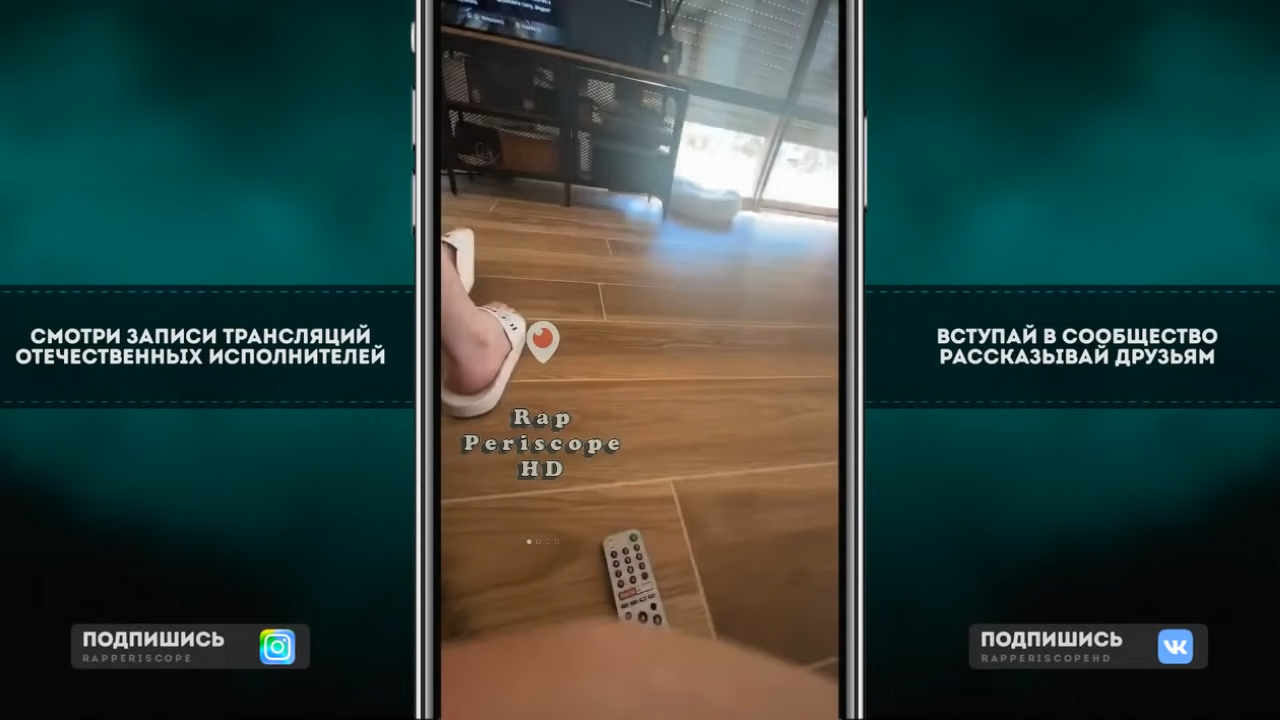 СМОТРИ ЗАПИСИ ТРАНСЛЯЦИЙ
ОТЕЧЕСТВЕННЫХ ИСПОЛНИТЕЛЕЙ
ВСТУПАЙ В СООБЩЕСТВО
РАССКАЗЫВАЙ ДРУЗЬЯМ
Rap
Periscope
HD
ПОДПИШИСЬ
RAPPERISCOPE
ПОДПИШИСЬ
RAPPERISCOPEHD